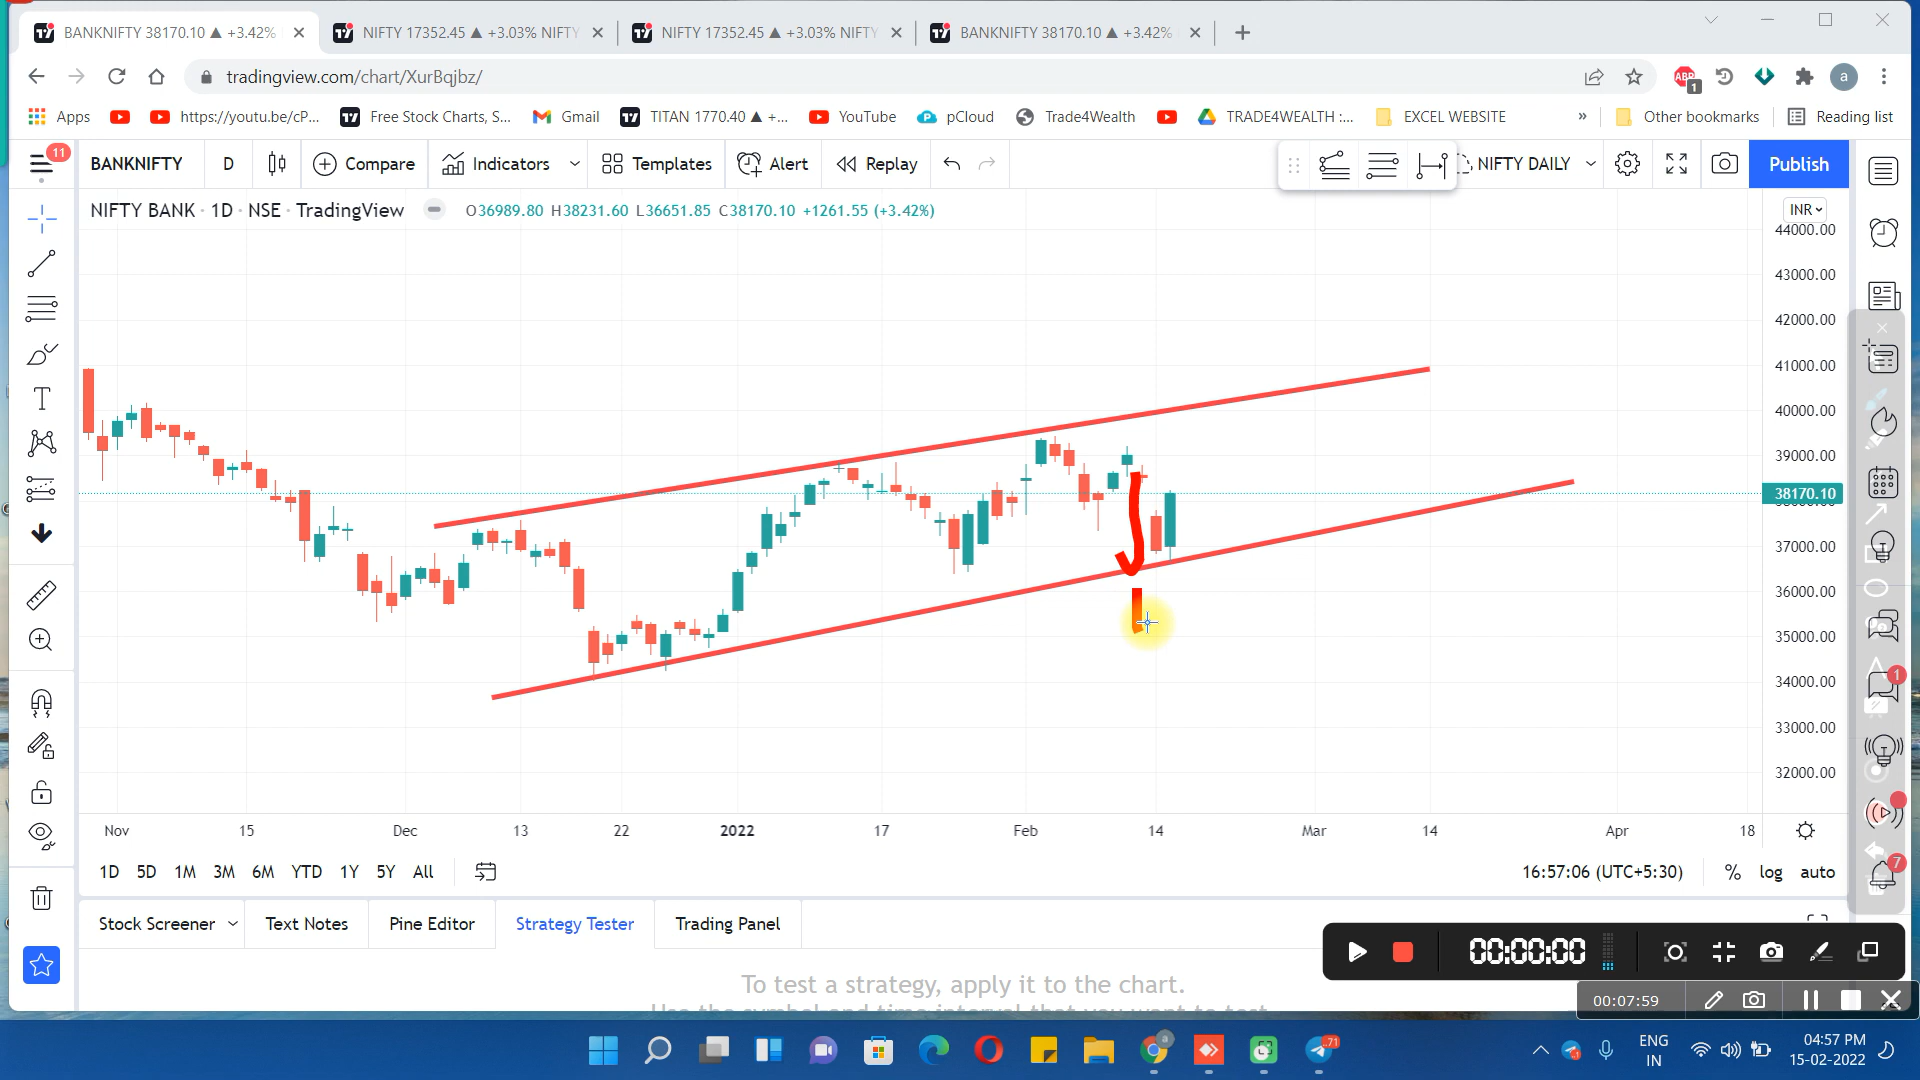 BANKNIFTY 38170.10 ▲ +3.42%
NIFTY 17352.45 ▲ +3.03% NIFTY
NIFTY 17352.45 ▲ +3.03% NIFTY
BANKNIFTY 38170.10 ▲ +3.42%
tradingview.com/chart/XurBqjbz/
ABP
1
a
Apps
https://youtu.be/cP...
Free Stock Charts, S...
Gmail
TITAN 1770.40 ▲ +...
YouTube
pCloud
Trade4Wealth
TRADE4WEALTH :...
EXCEL WEBSITE
»
Other bookmarks
Reading list
11
BANKNIFTY
D
Compare
Indicators
Templates
Alert
Replay
NIFTY DAILY
Publish
NIFTY BANK · 1D · NSE · TradingView
O36989.80 H38231.60 L36651.85 C38170.10 +1261.55 (+3.42%)
INR
44000.00
43000.00
42000.00
41000.00
40000.00
39000.00
38170.10
37000.00
36000.00
35000.00
34000.00
33000.00
32000.00
1
7
Nov
15
Dec
13
22
2022
17
Feb
14
Mar
14
Apr
18
1D
5D
1M
3M
6M
YTD
1Y
5Y
All
16:57:06 (UTC+5:30)
%
log
auto
Stock Screener
Text Notes
Pine Editor
Strategy Tester
Trading Panel
To test a strategy, apply it to the chart.
00:00:00
00:07:59
71
ENG
IN
04:57 PM
15-02-2022